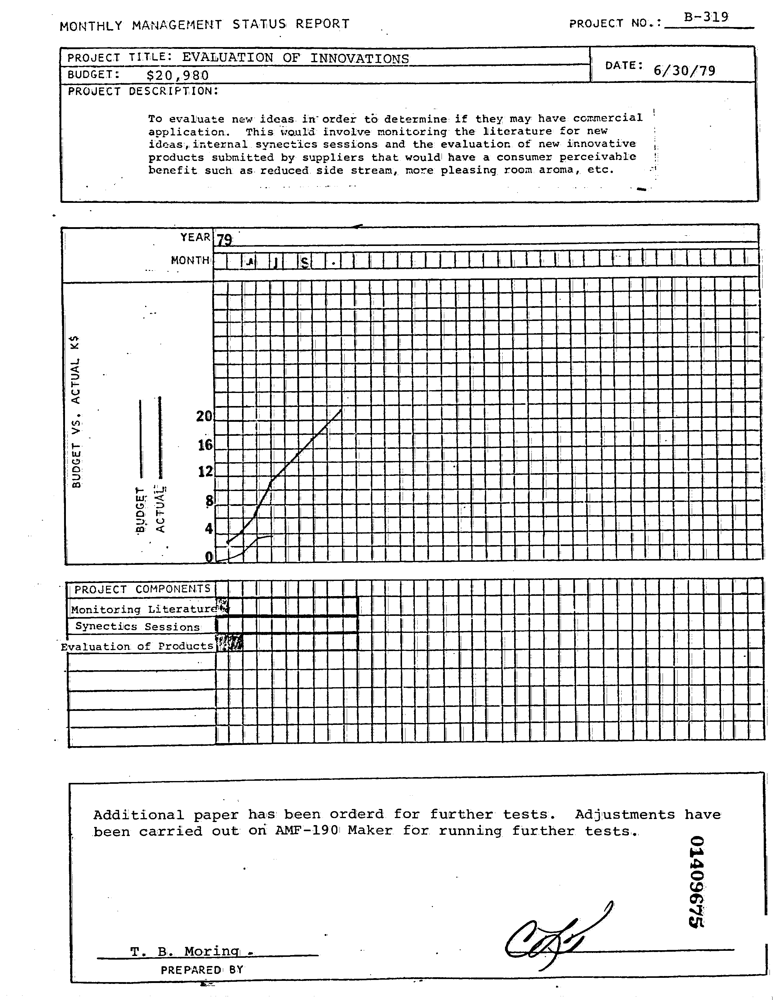 MONTHLY MANAGEMENT STATUS REPORT
PROJECT NO.: B-319
PROJECT TITLE: EVALUATION OF INNOVATIONS
BUDGET: $20,980
DATE: 6/30/79
PROJECT DESCRIPTION:
To evaluate new ideas in order to determine if they may have commercial
application. This would involve monitoring the literature for new
ideas, internal synectics sessions and the evaluation of new innovative
products submitted by suppliers that would have a consumer perceivable
benefit such as reduced side stream, more pleasing room aroma, etc.
YEAR 79
MONTH A J S
BUDGET VS. ACTUAL K$
BUDGET
ACTUAL
20
16
12
8
4
0
PROJECT COMPONENTS
Monitoring Literature
Synectics Sessions
Evaluation of Products
Additional paper has been orderd for further tests. Adjustments have
been carried out on AMF-190 Maker for running further tests.
01409675
T. B. Moring
PREPARED BY